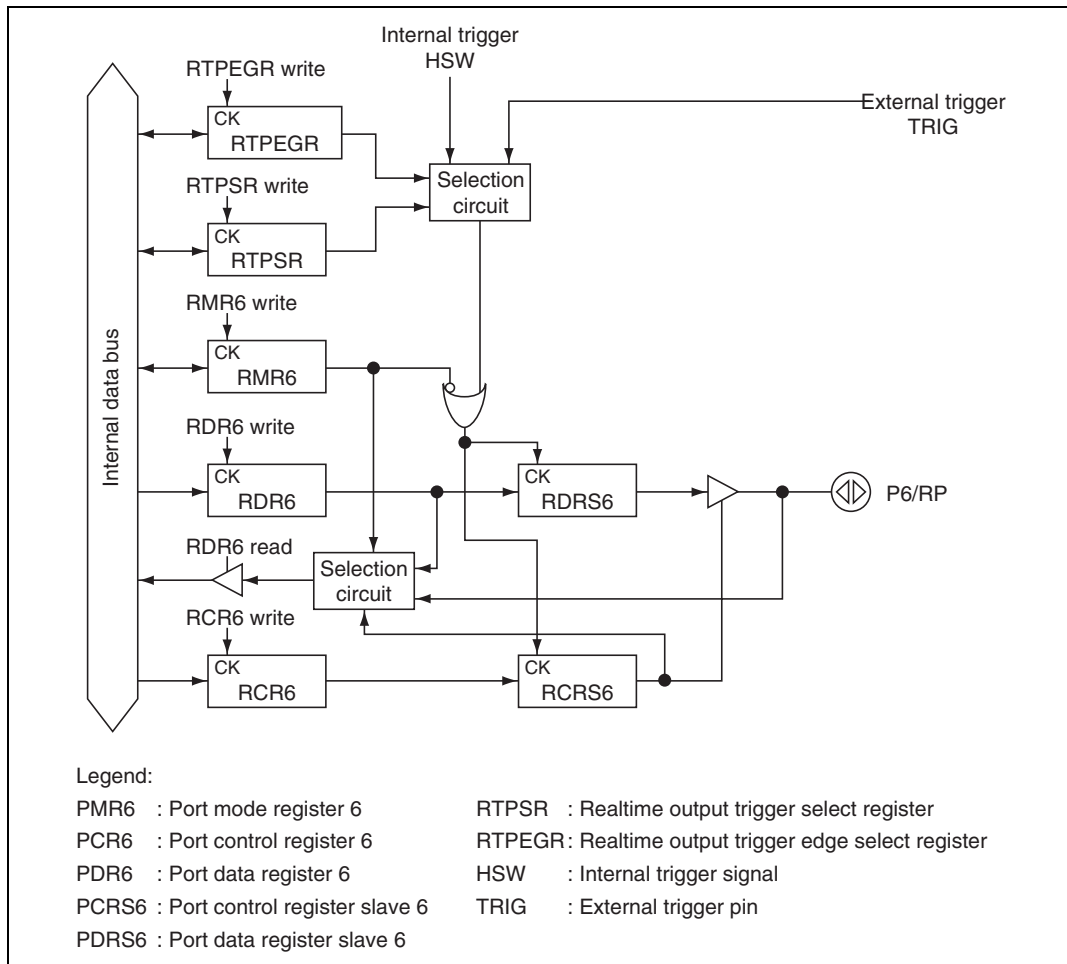 Internal trigger
HSW
RTPEGR write
External trigger
TRIG
CK
RTPEGR
Selection
circuit
RTPSR write
CK
RTPSR
RMR6 write
CK
RMR6
Internal data bus
RDR6 write
CK
RDR6
CK
RDRS6
P6/RP
RDR6 read
Selection
circuit
RCR6 write
CK
RCR6
CK
RCRS6
Legend:
PMR6 : Port mode register 6
RTPSR : Realtime output trigger select register
PCR6 : Port control register 6
RTPEGR : Realtime output trigger edge select register
PDR6 : Port data register 6
HSW : Internal trigger signal
PCRS6 : Port control register slave 6
TRIG : External trigger pin
PDRS6 : Port data register slave 6